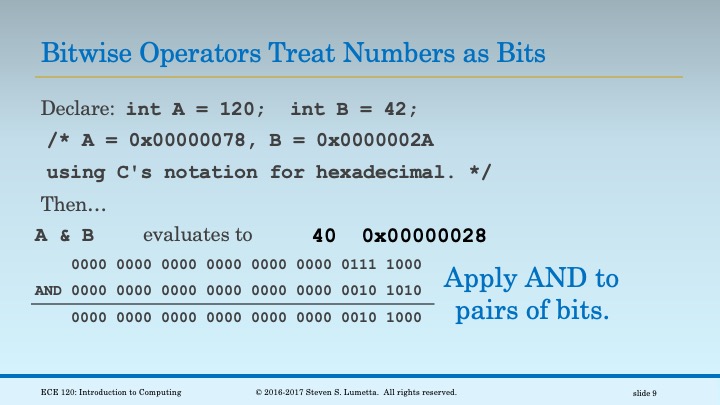 Bitwise Operators Treat Numbers as Bits
Declare: int A = 120; int B = 42;
/* A = 0x00000078, B = 0x0000002A
using C's notation for hexadecimal. */
Then…
A & B evaluates to 40 0x00000028
0000 0000 0000 0000 0000 0000 0111 1000
AND 0000 0000 0000 0000 0000 0000 0010 1010
0000 0000 0000 0000 0000 0000 0010 1000
Apply AND to
pairs of bits.
ECE 120: Introduction to Computing © 2016-2017 Steven S. Lumetta. All rights reserved. slide 9